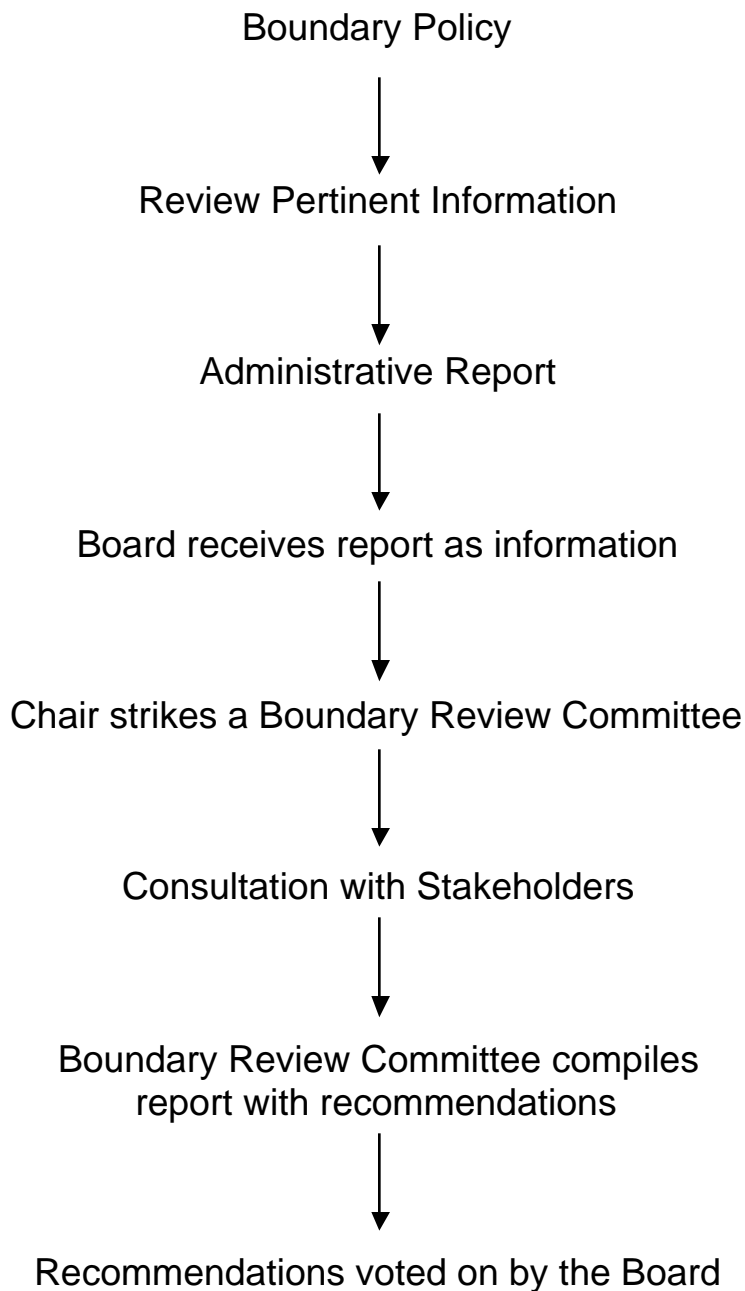 Boundary Policy
Review Pertinent Information
Administrative Report
Board receives report as information
Chair strikes a Boundary Review Committee
Consultation with Stakeholders
Boundary Review Committee compiles
report with recommendations
Recommendations voted on by the Board